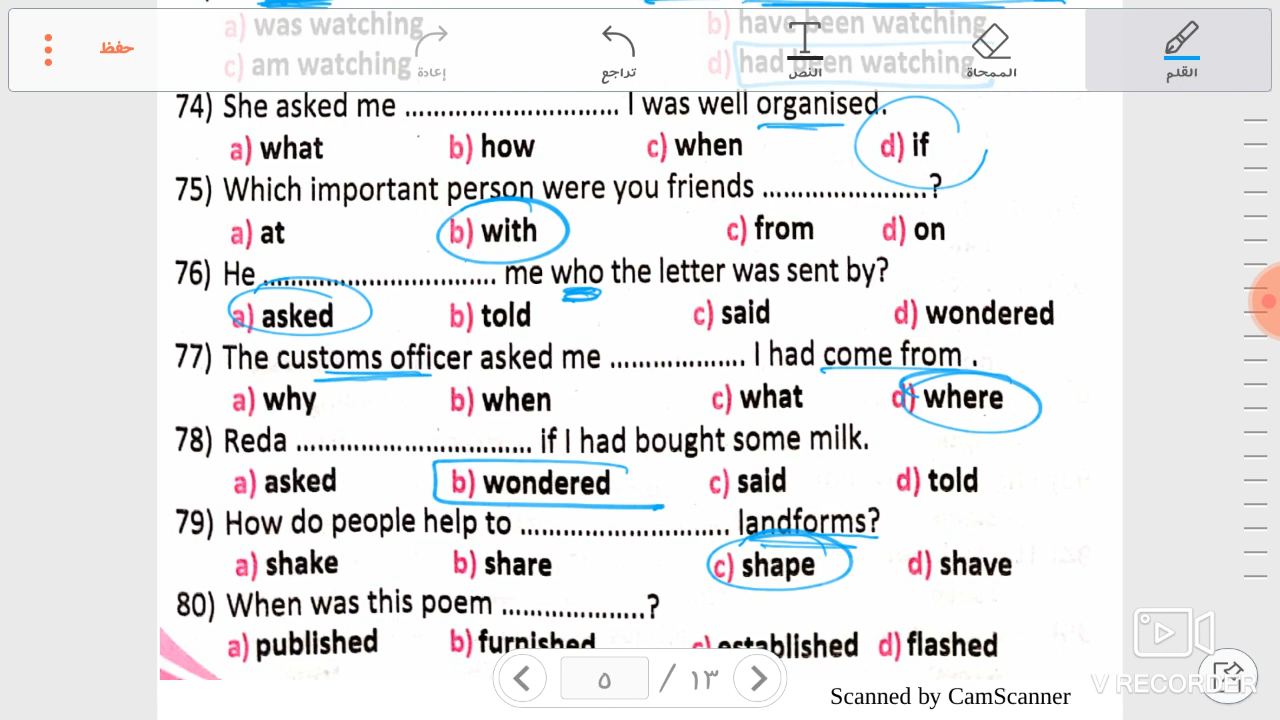 a) was watching b) have been watching
c) am watching d) had been watching
حفظ إعادة تراجع النص الممحاة القلم
74) She asked me ................................ I was well organised.
a) what b) how c) when d) if
75) Which important person were you friends ........................?
a) at b) with c) from d) on
76) He ................................ me who the letter was sent by?
a) asked b) told c) said d) wondered
77) The customs officer asked me .................. I had come from .
a) why b) when c) what d) where
78) Reda ................................ if I had bought some milk.
a) asked b) wondered c) said d) told
79) How do people help to ............................ landforms?
a) shake b) share c) shape d) shave
80) When was this poem ...................?
a) published b) furnished c) established d) flashed
٥ / ١٣
V RECORDER
Scanned by CamScanner